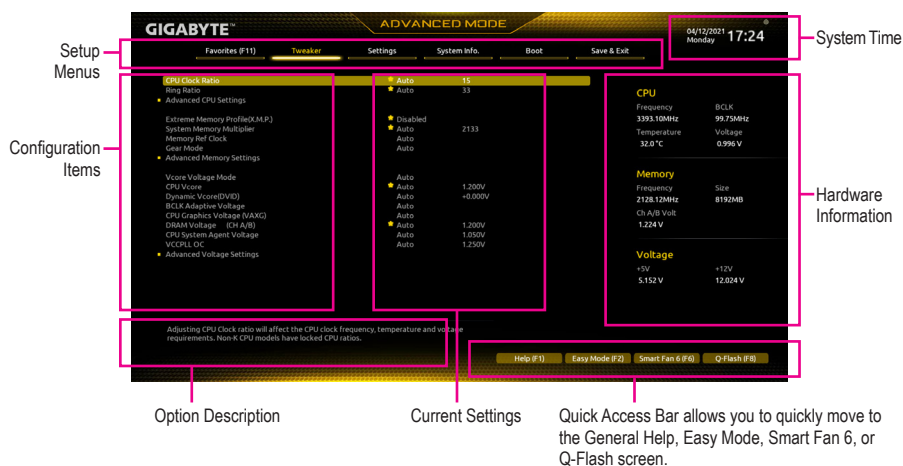 GIGABYTE™
ADVANCED MODE
04/12/2021 Monday 17:24
System Time
Setup Menus
Favorites (F11) Tweaker Settings System Info. Boot Save & Exit
Configuration Items
CPU Clock Ratio Auto 15
Ring Ratio Auto 33
Advanced CPU Settings
Extreme Memory Profile(X.M.P.) Disabled
System Memory Multiplier Auto 2133
Memory Ref Clock Auto
Gear Mode Auto
Advanced Memory Settings
Vcore Voltage Mode Auto
CPU Vcore Auto 1.200V
Dynamic Vcore(DVID) Auto +0.000V
BCLK Adaptive Voltage Auto
CPU Graphics Voltage (VAXG) Auto
DRAM Voltage (CH A/B) Auto 1.200V
CPU System Agent Voltage Auto 1.050V
VCCPLL OC Auto 1.250V
Advanced Voltage Settings
CPU
Frequency BCLK
3393.10MHz 99.75MHz
Temperature Voltage
32.0 °C 0.996 V
Memory
Frequency Size
2128.12MHz 8192MB
Ch A/B Volt
1.224 V
Voltage
+5V +12V
5.152 V 12.024 V
Hardware Information
Adjusting CPU Clock ratio will affect the CPU clock frequency, temperature and voltage
requirements. Non-K CPU models have locked CPU ratios.
Help (F1) Easy Mode (F2) Smart Fan 6 (F6) Q-Flash (F8)
Option Description
Current Settings
Quick Access Bar allows you to quickly move to
the General Help, Easy Mode, Smart Fan 6, or
Q-Flash screen.